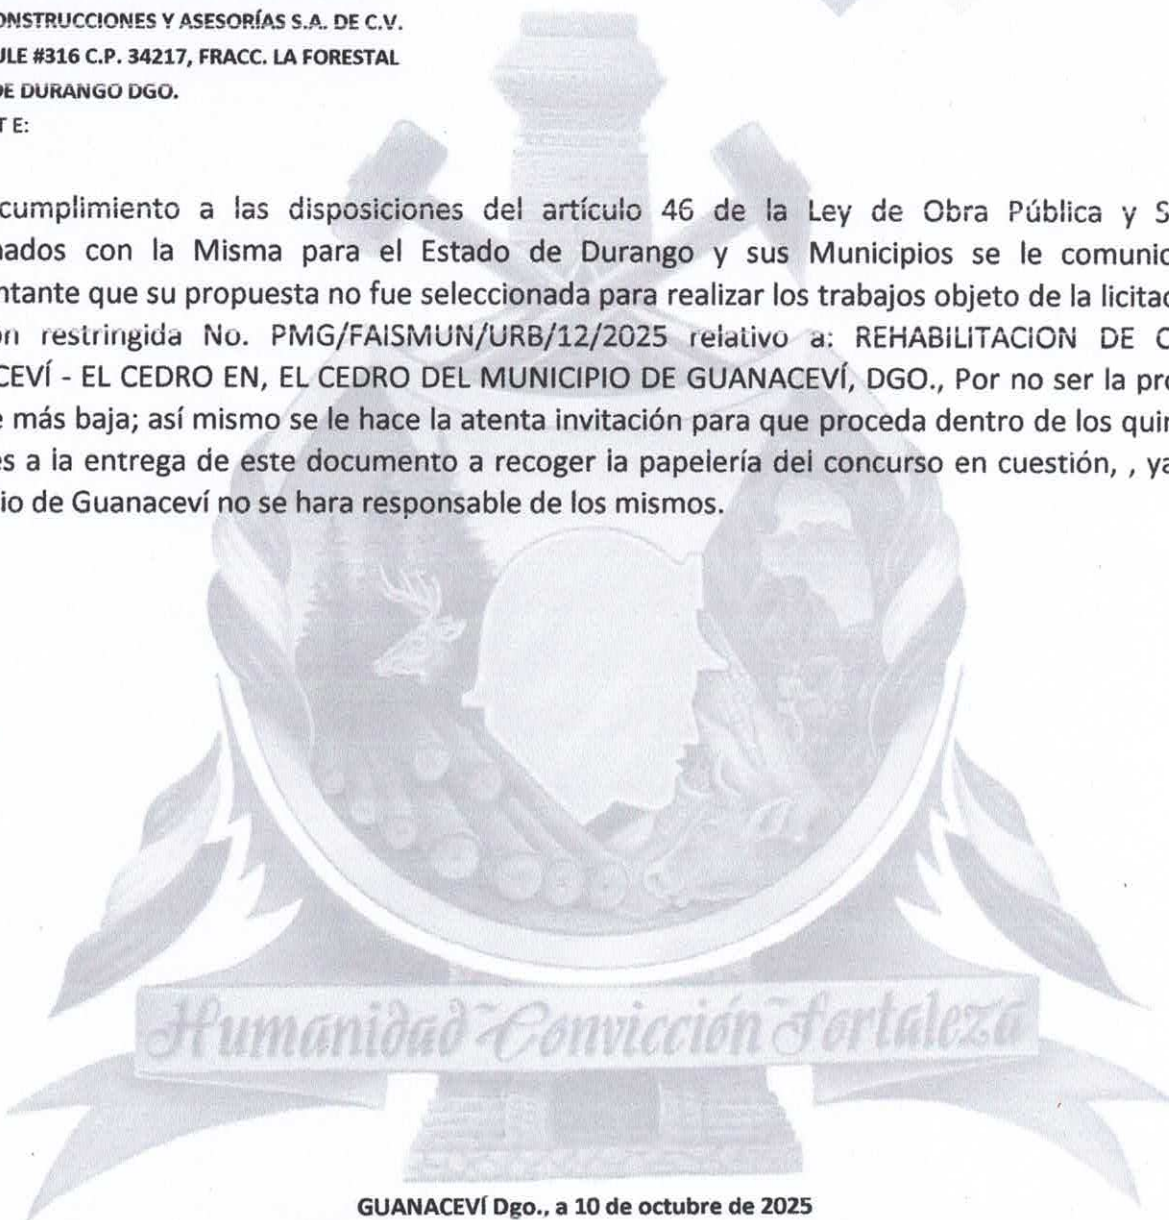 ONSTRUCCIONES Y ASESORÍAS S.A. DE C.V.
ULE #316 C.P. 34217, FRACC. LA FORESTAL
DE DURANGO DGO.
T E:
cumplimiento a las disposiciones del artículo 46 de la Ley de Obra Pública y S
nados con la Misma para el Estado de Durango y sus Municipios se le comunic
ntante que su propuesta no fue seleccionada para realizar los trabajos objeto de la licitac
ón restringida No. PMG/FAISMUN/URB/12/2025 relativo a: REHABILITACION DE C
CEVÍ - EL CEDRO EN, EL CEDRO DEL MUNICIPIO DE GUANACEVÍ, DGO., Por no ser la pro
e más baja; así mismo se le hace la atenta invitación para que proceda dentro de los quin
es a la entrega de este documento a recoger la papelería del concurso en cuestión, , ya
io de Guanaceví no se hara responsable de los mismos.
Humanidad Convicción Fortaleza
GUANACEVÍ Dgo., a 10 de octubre de 2025